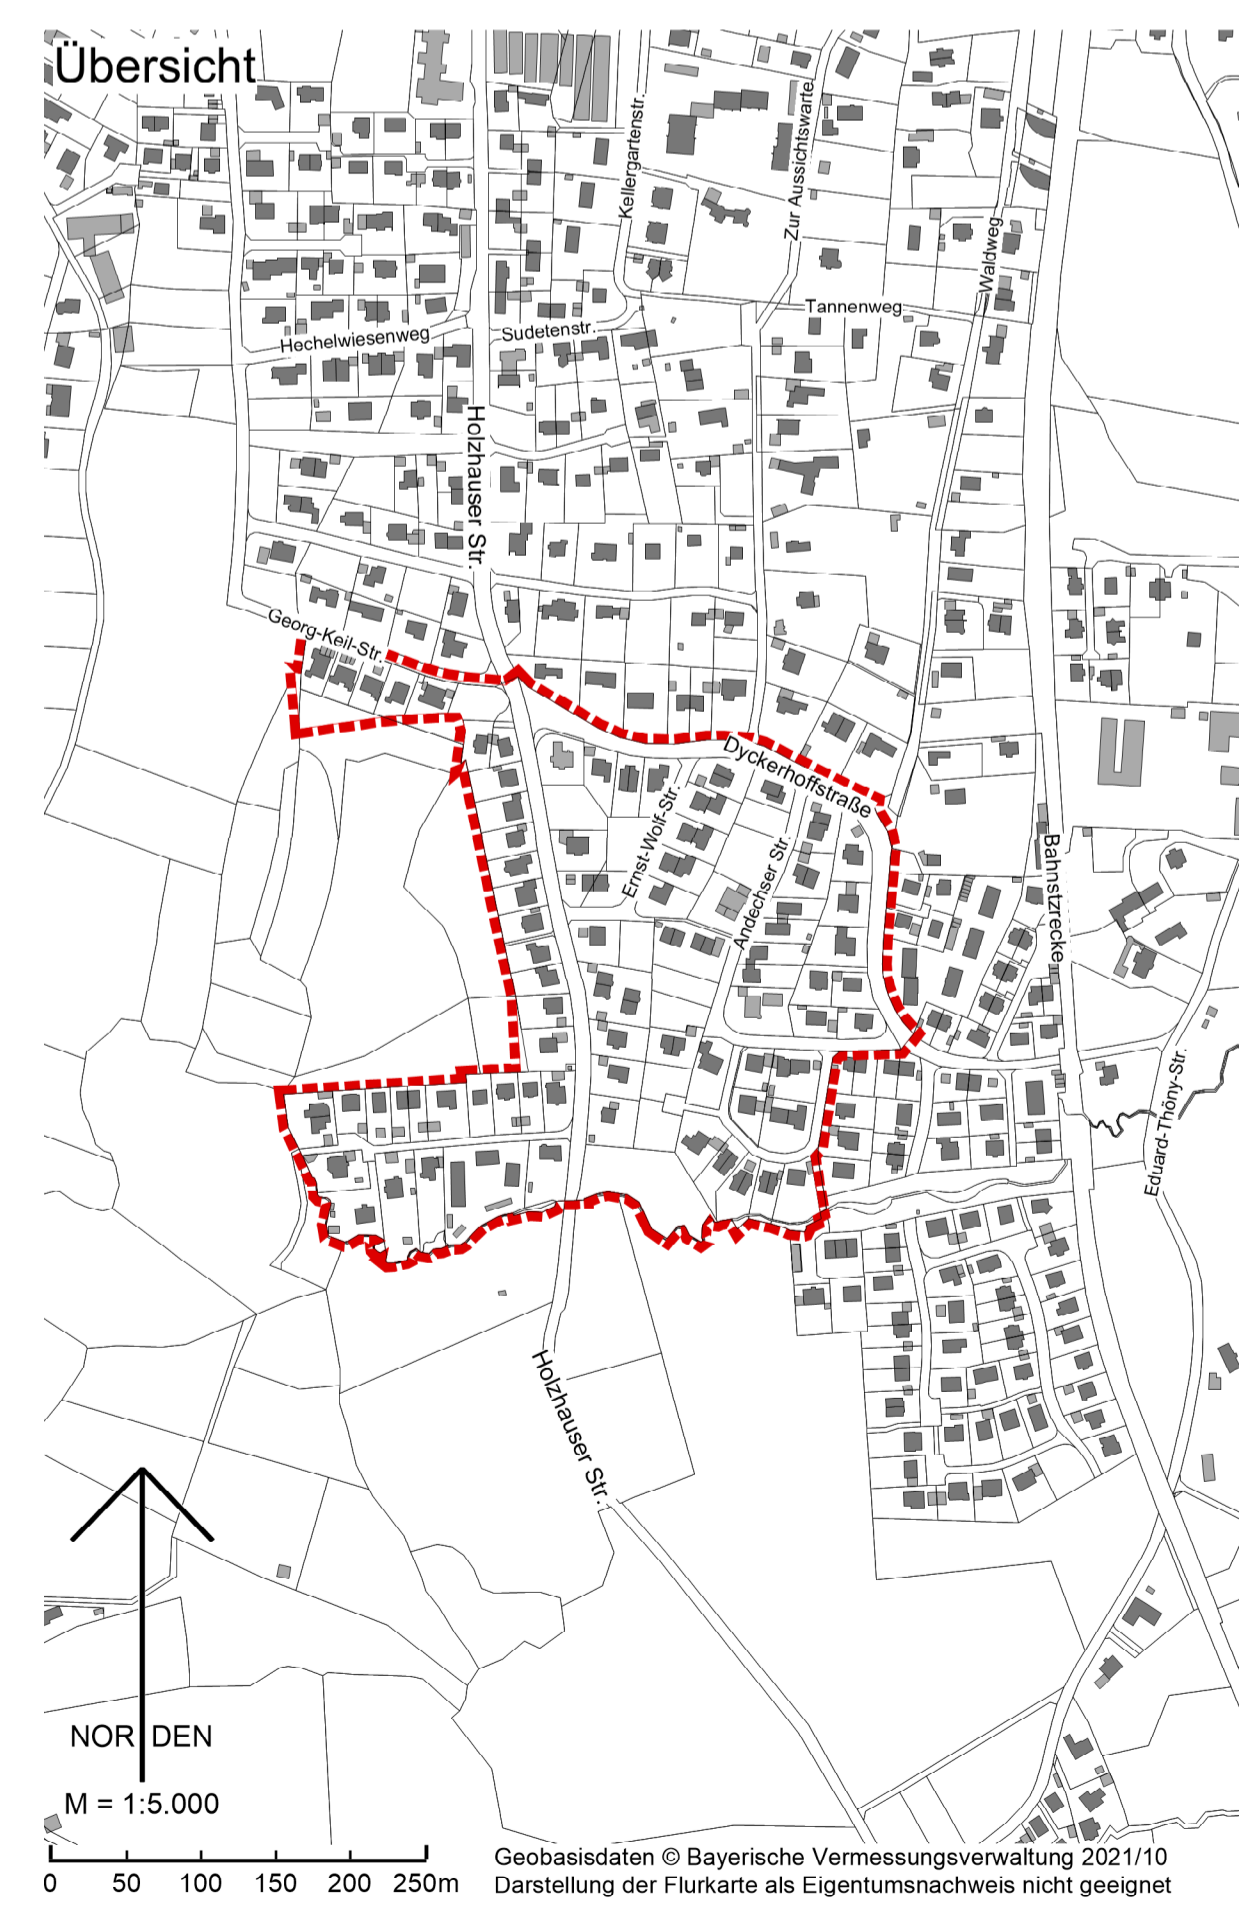 Übersicht
Kellergartenstr.
Zur Aussichtswarte
Waldweg
Tannenweg
Hechelwiesenweg
Sudetenstr.
Holzhauser Str.
Georg-Keil-Str.
Dyckerhoffstraße
Ernst-Wolf-Str.
Andechser Str.
Bahnstzrecke
Eduard-Thöny-Str.
Holzhauser Str.
NORDEN
M = 1:5.000
0 50 100 150 200 250m
Geobasisdaten © Bayerische Vermessungsverwaltung 2021/10
Darstellung der Flurkarte als Eigentumsnachweis nicht geeignet